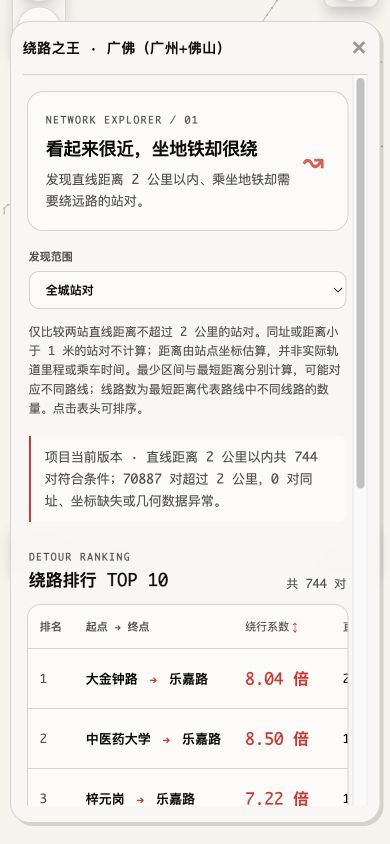 绕路之王 · 广佛（广州+佛山）
NETWORK EXPLORER / 01
看起来很近，坐地铁却很绕
发现直线距离 2 公里以内、乘坐地铁却需
要绕远路的站对。
发现范围
全城站对
仅比较两站直线距离不超过 2 公里的站对。同址或距离小
于 1 米的站对不计算；距离由站点坐标估算，并非实际轨
道里程或乘车时间。最少区间与最短距离分别计算，可能对
应不同路线；线路数为最短距离代表路线中不同线路的数
量。点击表头可排序。
项目当前版本 · 直线距离 2 公里以内共 744
对符合条件；70887 对超过 2 公里，0 对同
址、坐标缺失或几何数据异常。
DETOUR RANKING
绕路排行 TOP 10
共 744 对
排名 起点 → 终点 绕行系数↕
1 大金钟路 → 乐嘉路 8.04 倍
2 中医药大学 → 乐嘉路 8.50 倍
3 梓元岗 → 乐嘉路 7.22 倍